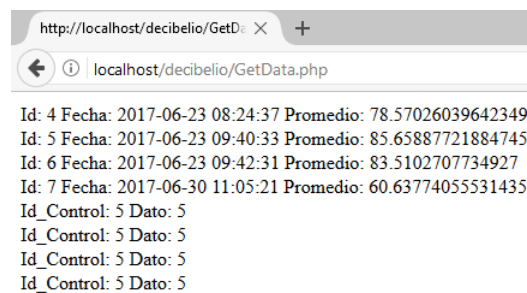 http://localhost/decibelio/GetDa
localhost/decibelio/GetData.php
Id: 4 Fecha: 2017-06-23 08:24:37 Promedio: 78.57026039642349
Id: 5 Fecha: 2017-06-23 09:40:33 Promedio: 85.65887721884745
Id: 6 Fecha: 2017-06-23 09:42:31 Promedio: 83.5102707734927
Id: 7 Fecha: 2017-06-30 11:05:21 Promedio: 60.63774055531435
Id_Control: 5 Dato: 5
Id_Control: 5 Dato: 5
Id_Control: 5 Dato: 5
Id_Control: 5 Dato: 5